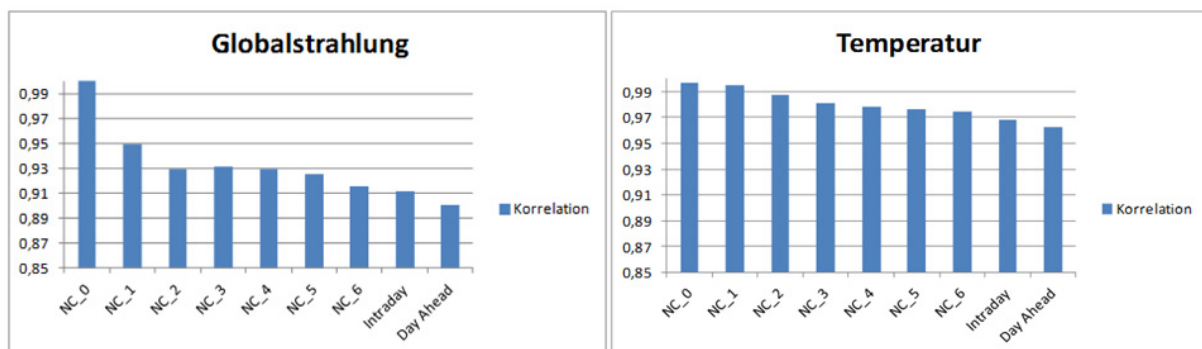 Globalstrahlung
0,99
0,97
0,95
0,93
0,91
0,89
0,87
0,85
NC_0
NC_1
NC_2
NC_3
NC_4
NC_5
NC_6
Intraday
Day Ahead
Korrelation
Temperatur
0,99
0,97
0,95
0,93
0,91
0,89
0,87
0,85
NC_0
NC_1
NC_2
NC_3
NC_4
NC_5
NC_6
Intraday
Day Ahead
Korrelation